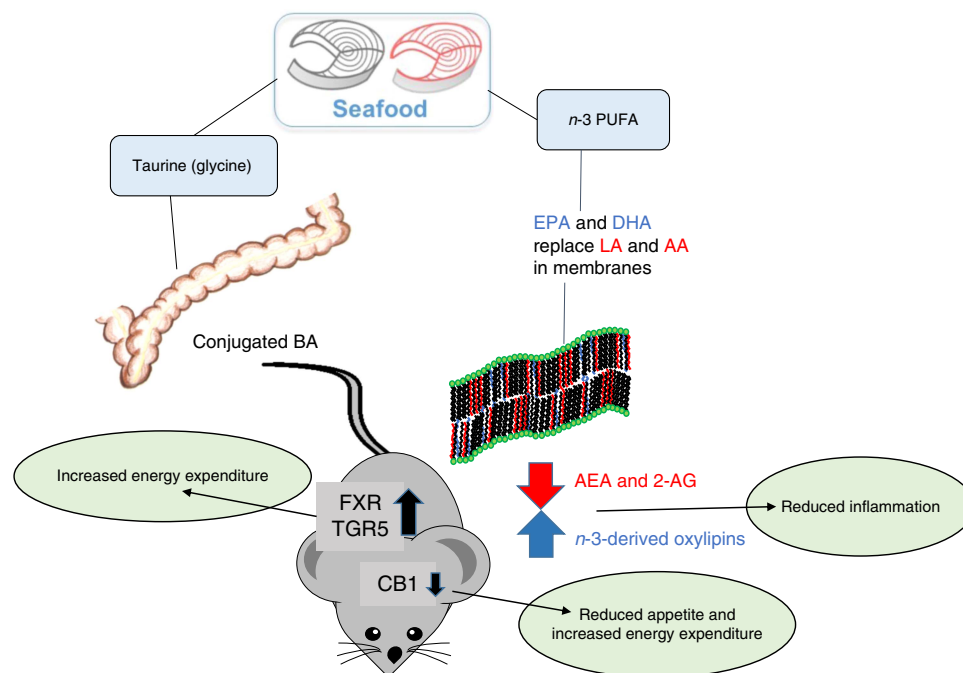 Seafood
n-3 PUFA
Taurine (glycine)
EPA and DHA
replace LA and AA
in membranes
Conjugated BA
Increased energy expenditure
FXR
TGR5
AEA and 2-AG
Reduced inflammation
n-3-derived oxylipins
CB1
Reduced appetite and
increased energy expenditure